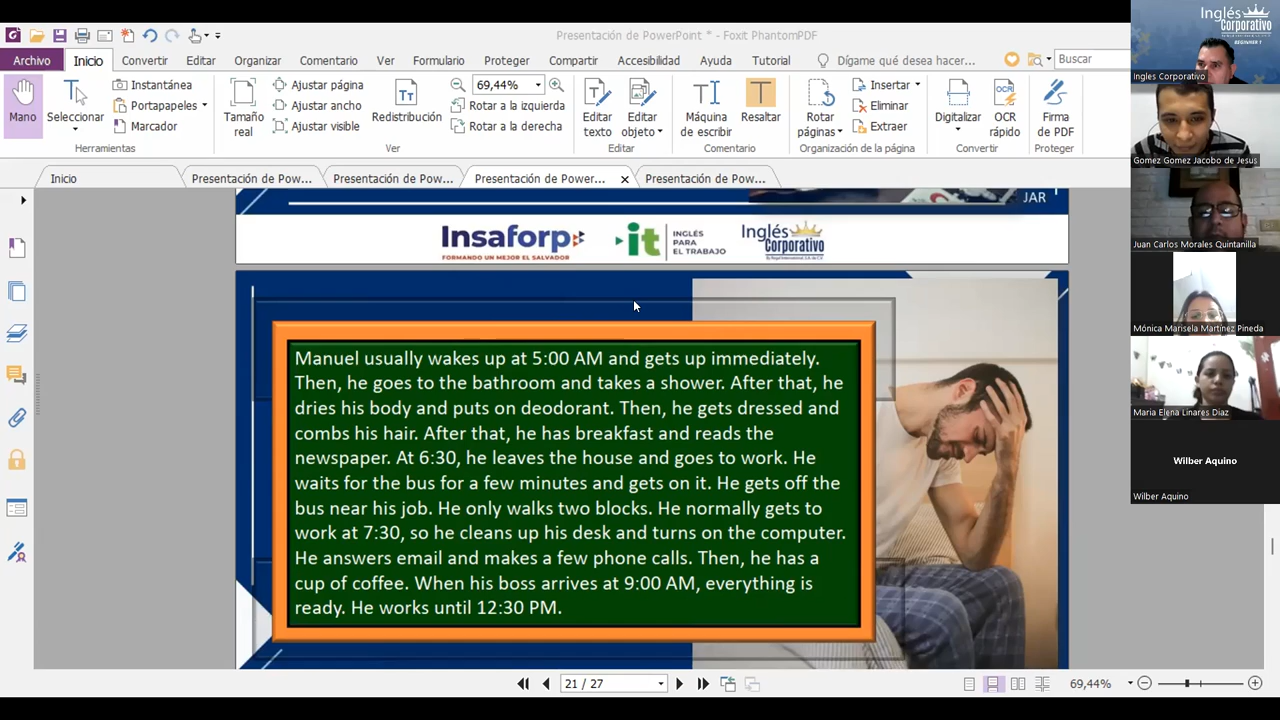 Presentación de PowerPoint * - Foxit PhantomPDF
Archivo Inicio Convertir Editar Organizar Comentario Ver Formulario Proteger Compartir Accesibilidad Ayuda Tutorial Dígame qué desea hacer... Buscar
Mano
Seleccionar
Instantánea
Portapapeles
Marcador
Herramientas
Tamaño
real
Ajustar página
Ajustar ancho
Ajustar visible
Redistribución
69,44%
Rotar a la izquierda
Rotar a la derecha
Ver
Editar
texto
Editar
objeto
Editar
Máquina
de escribir
Resaltar
Comentario
Rotar
páginas
Insertar
Eliminar
Extraer
Organización de la página
Digitalizar
OCR
rápido
Convertir
Firma
de PDF
Proteger
Inicio
Presentación de Pow...
Presentación de Pow...
Presentación de Power...
Presentación de Pow...
JAR
Insaforp
FORMANDO UN MEJOR EL SALVADOR
it
INGLÉS
PARA
EL TRABAJO
Inglés
Corporativo
Manuel usually wakes up at 5:00 AM and gets up immediately.
Then, he goes to the bathroom and takes a shower. After that, he
dries his body and puts on deodorant. Then, he gets dressed and
combs his hair. After that, he has breakfast and reads the
newspaper. At 6:30, he leaves the house and goes to work. He
waits for the bus for a few minutes and gets on it. He gets off the
bus near his job. He only walks two blocks. He normally gets to
work at 7:30, so he cleans up his desk and turns on the computer.
He answers email and makes a few phone calls. Then, he has a
cup of coffee. When his boss arrives at 9:00 AM, everything is
ready. He works until 12:30 PM.
21 / 27
69,44%
Inglés
Corporativo
BEGINNER 1
Ingles Corporativo
Gomez Gomez Jacobo de Jesus
Juan Carlos Morales Quintanilla
Mónica Marisela Martínez Pineda
Maria Elena Linares Diaz
Wilber Aquino
Wilber Aquino